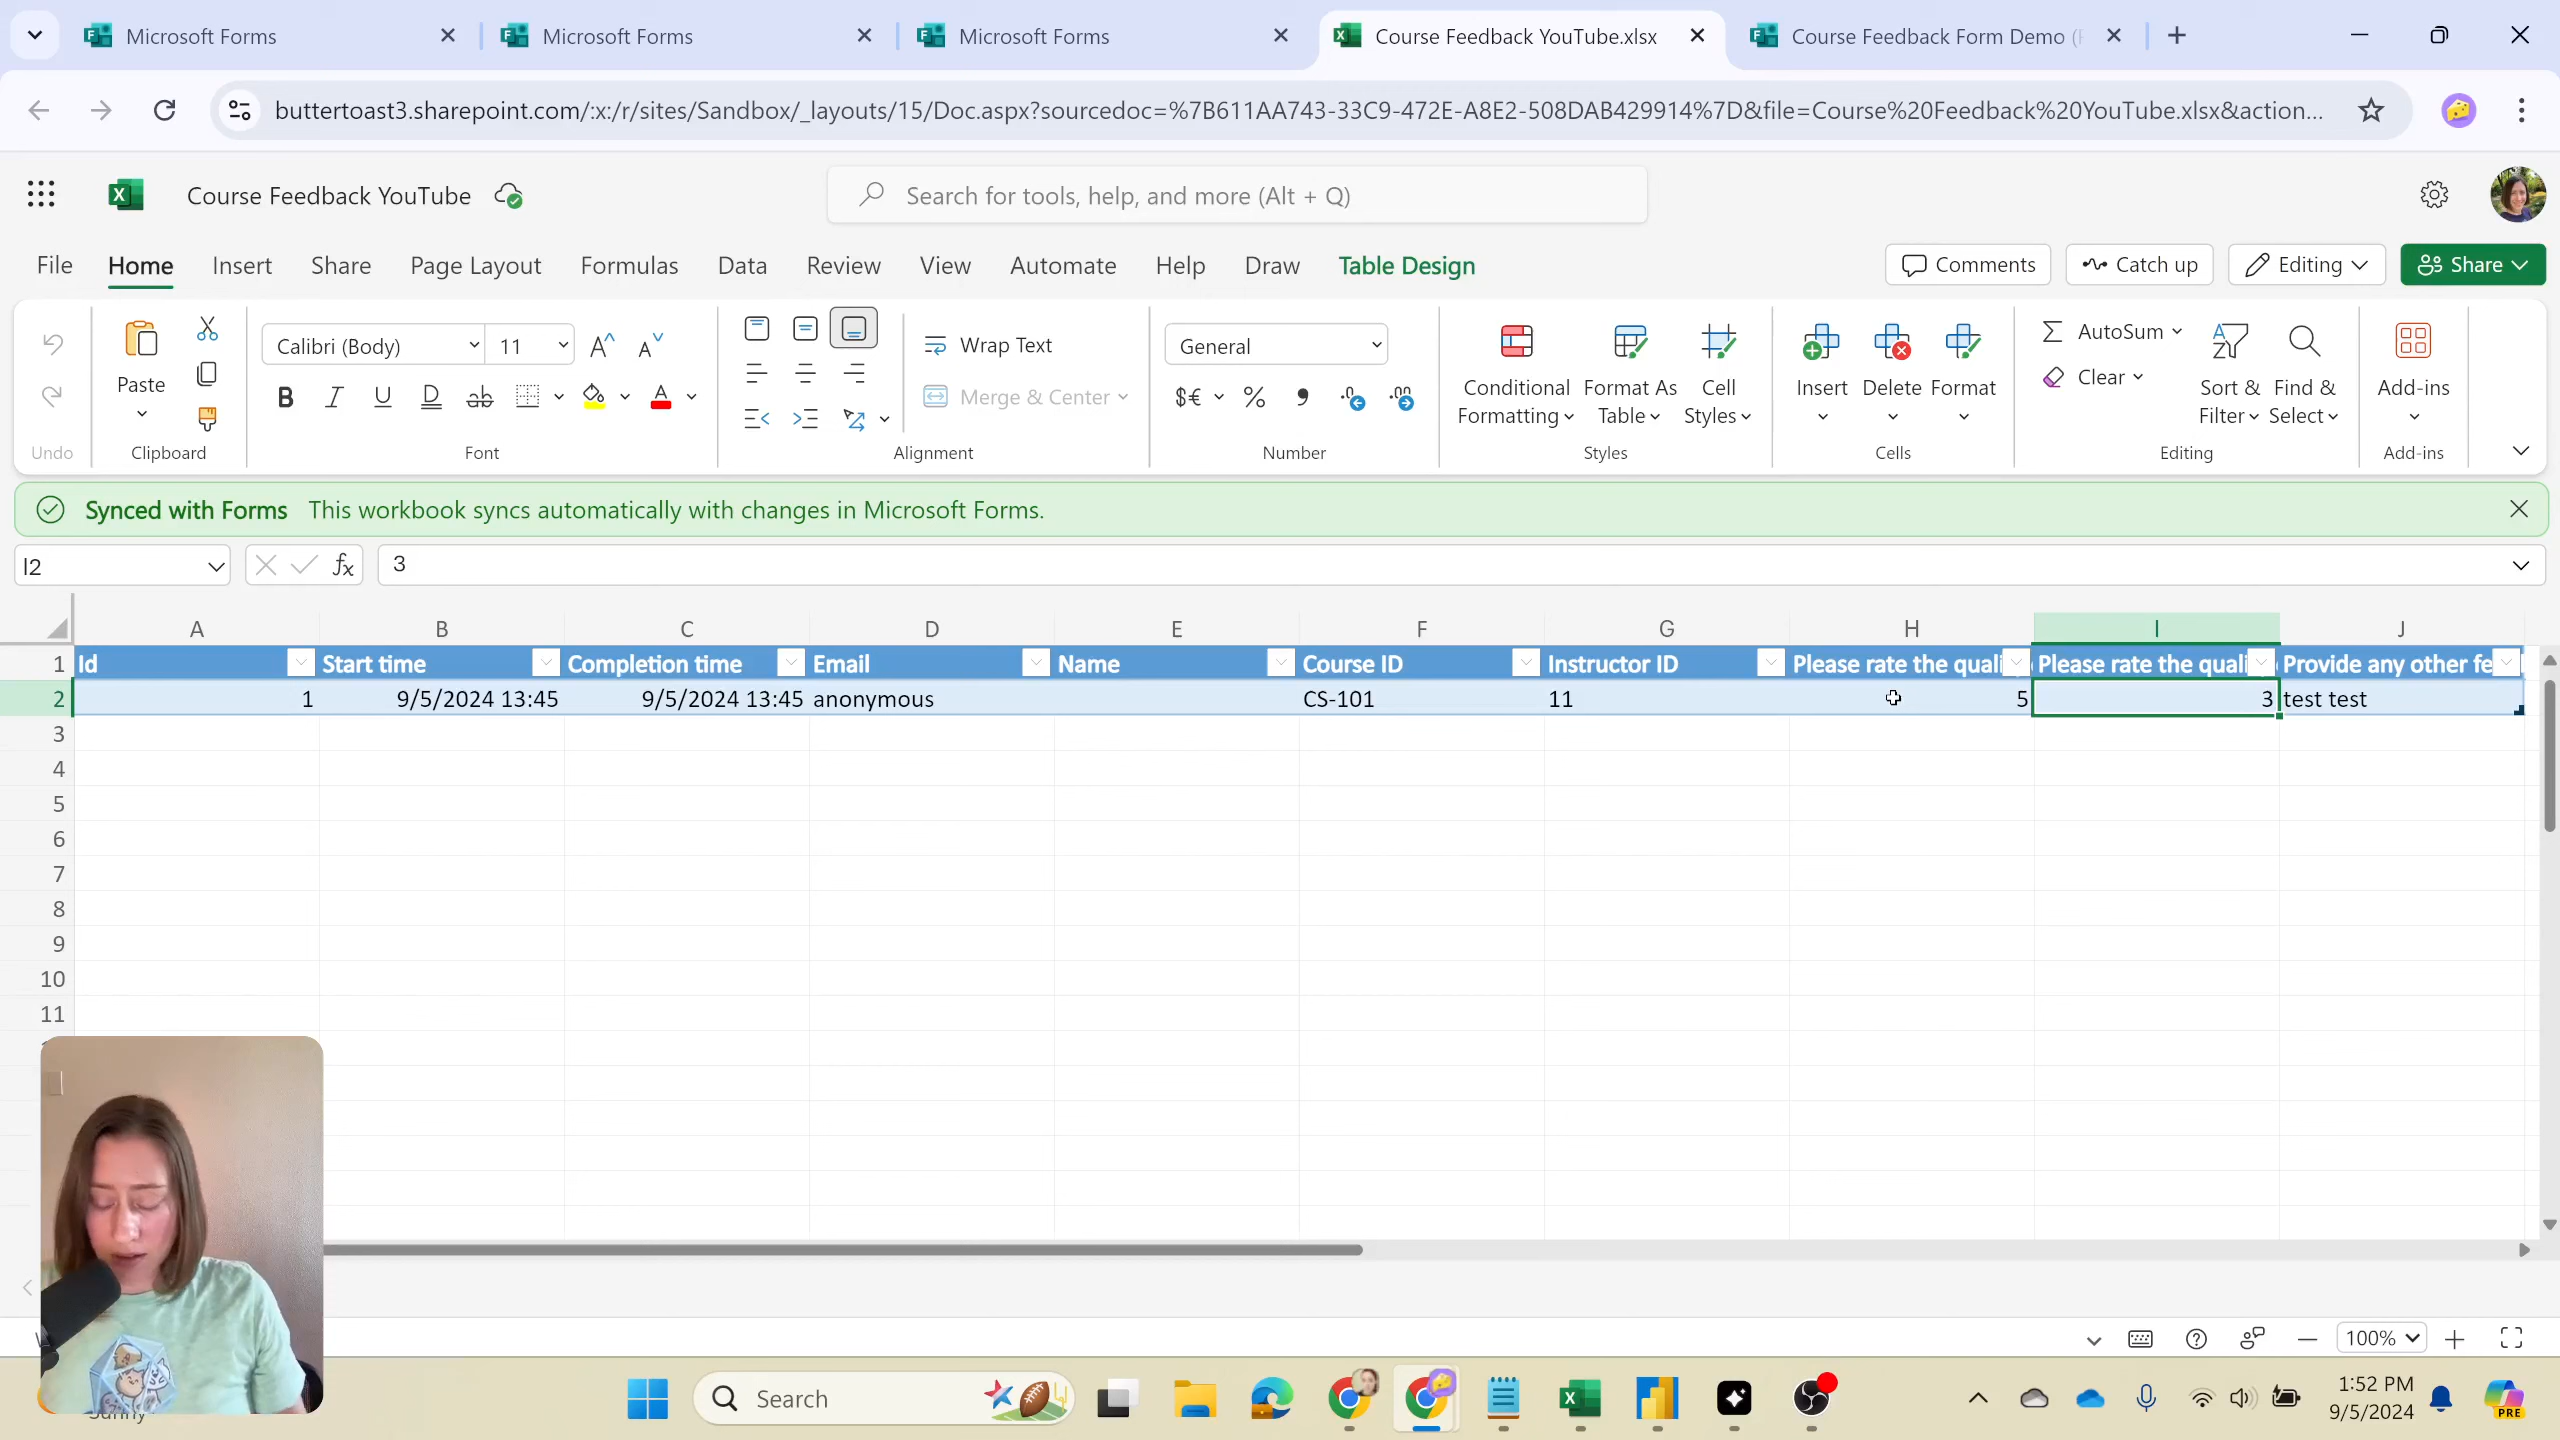 Microsoft Forms
Microsoft Forms
Microsoft Forms
Course Feedback YouTube.xlsx
Course Feedback Form Demo (
buttertoast3.sharepoint.com/:x:/r/sites/Sandbox/_layouts/15/Doc.aspx?sourcedoc=%7B611AA743-33C9-472E-A8E2-508DAB429914%7D&file=Course%20Feedback%20YouTube.xlsx&action...
Course Feedback YouTube
Search for tools, help, and more (Alt + Q)
File Home Insert Share Page Layout Formulas Data Review View Automate Help Draw Table Design
Comments Catch up Editing Share
Calibri (Body) 11 Wrap Text General AutoSum
Paste Merge & Center Conditional Formatting Format As Table Cell Styles Insert Delete Format Clear Sort & Filter Find & Select Add-ins
Undo Clipboard Font Alignment Number Styles Cells Editing Add-ins
Synced with Forms This workbook syncs automatically with changes in Microsoft Forms.
I2 fx 3
A B C D E F G H I J
1 Id Start time Completion time Email Name Course ID Instructor ID Please rate the quali Please rate the quali Provide any other fe
2 1 9/5/2024 13:45 9/5/2024 13:45 anonymous CS-101 11 5 3 test test
3
4
5
6
7
8
9
10
11
100%
Sunny
Search
1:52 PM
9/5/2024
PRE